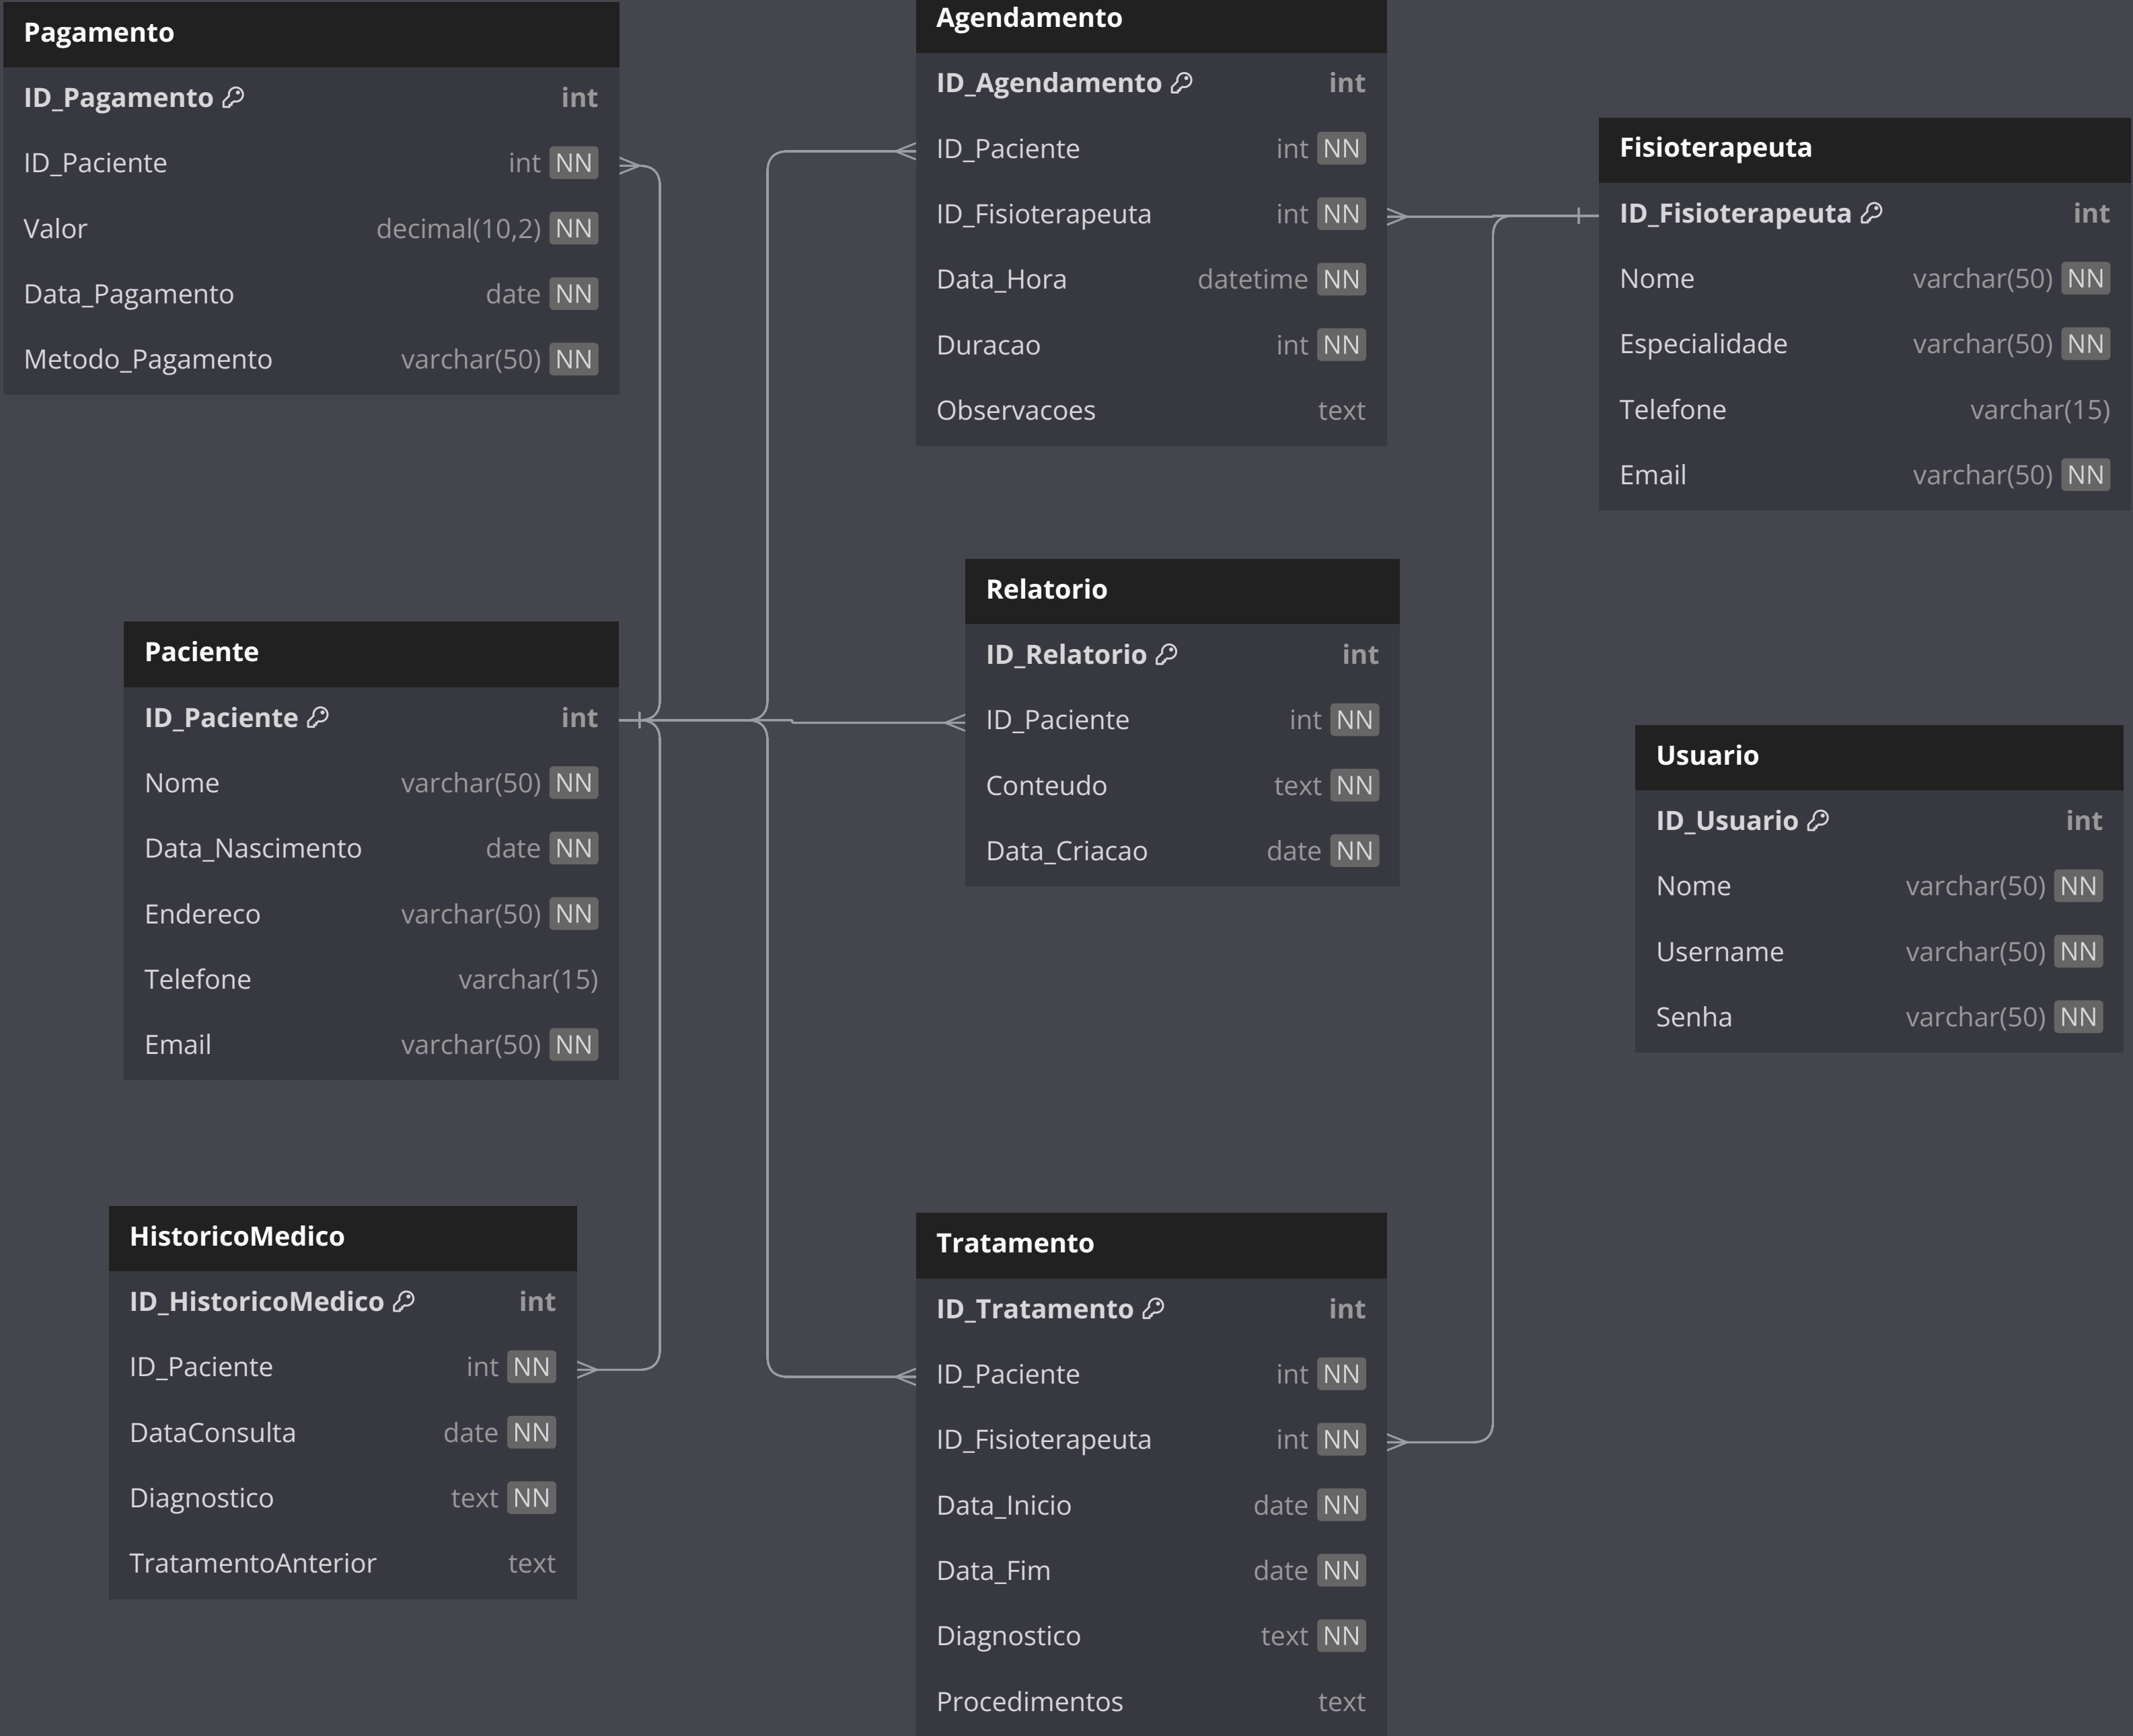 Pagamento
ID_Pagamento int
ID_Paciente int NN
Valor decimal(10,2) NN
Data_Pagamento date NN
Metodo_Pagamento varchar(50) NN
Agendamento
ID_Agendamento int
ID_Paciente int NN
ID_Fisioterapeuta int NN
Data_Hora datetime NN
Duracao int NN
Observacoes text
Fisioterapeuta
ID_Fisioterapeuta int
Nome varchar(50) NN
Especialidade varchar(50) NN
Telefone varchar(15)
Email varchar(50) NN
Paciente
ID_Paciente int
Nome varchar(50) NN
Data_Nascimento date NN
Endereco varchar(50) NN
Telefone varchar(15)
Email varchar(50) NN
Relatorio
ID_Relatorio int
ID_Paciente int NN
Conteudo text NN
Data_Criacao date NN
Usuario
ID_Usuario int
Nome varchar(50) NN
Username varchar(50) NN
Senha varchar(50) NN
HistoricoMedico
ID_HistoricoMedico int
ID_Paciente int NN
DataConsulta date NN
Diagnostico text NN
TratamentoAnterior text
Tratamento
ID_Tratamento int
ID_Paciente int NN
ID_Fisioterapeuta int NN
Data_Inicio date NN
Data_Fim date NN
Diagnostico text NN
Procedimentos text